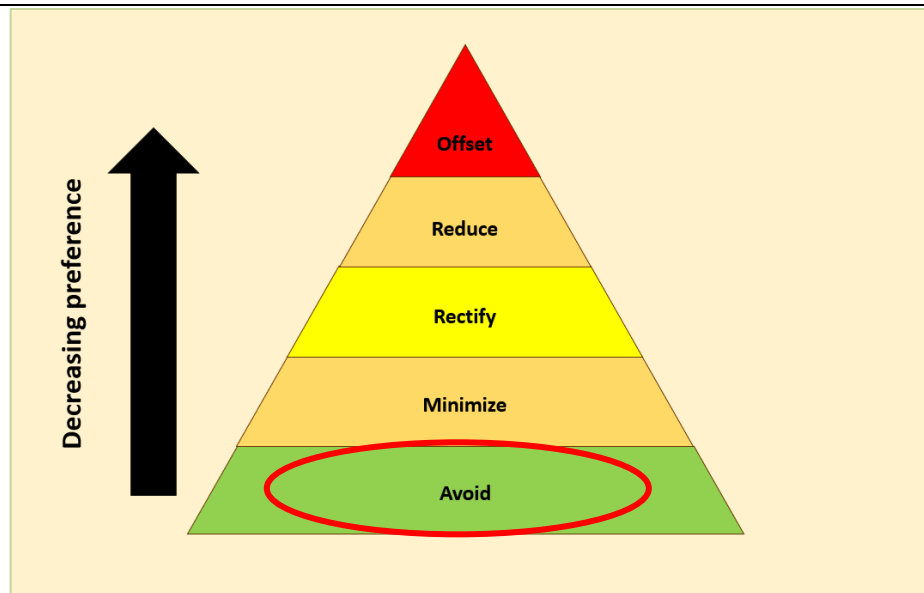 Decreasing preference
Offset
Reduce
Rectify
Minimize
Avoid